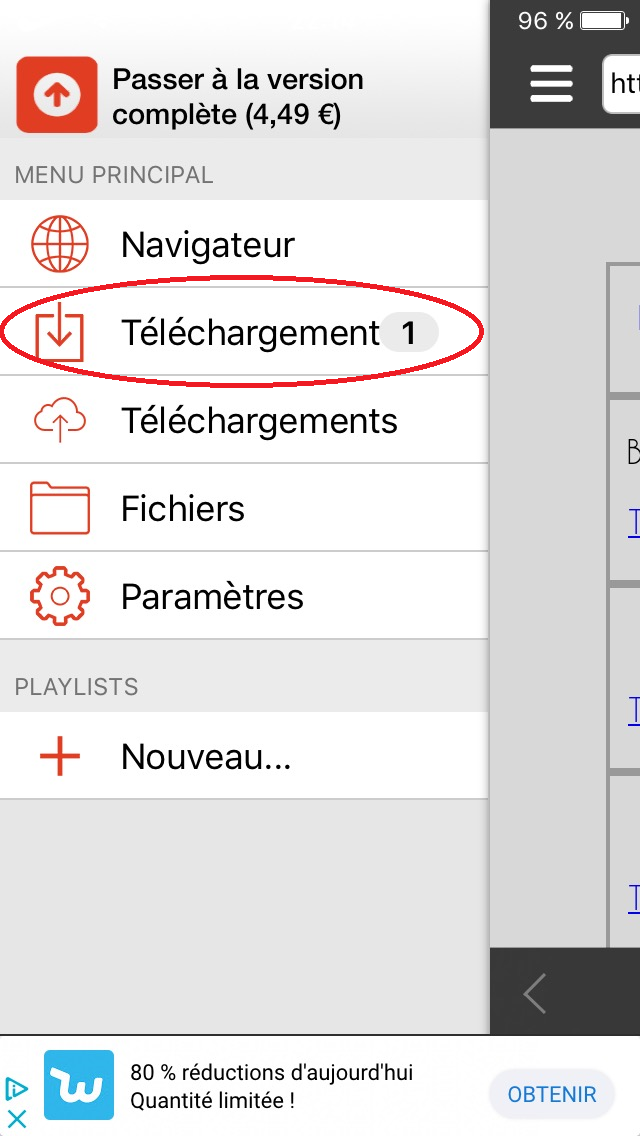 96 %
Passer à la version
complète (4,49 €)
MENU PRINCIPAL
Navigateur
Téléchargement 1
Téléchargements
Fichiers
Paramètres
PLAYLISTS
Nouveau...
80 % réductions d'aujourd'hui
Quantité limitée !
OBTENIR